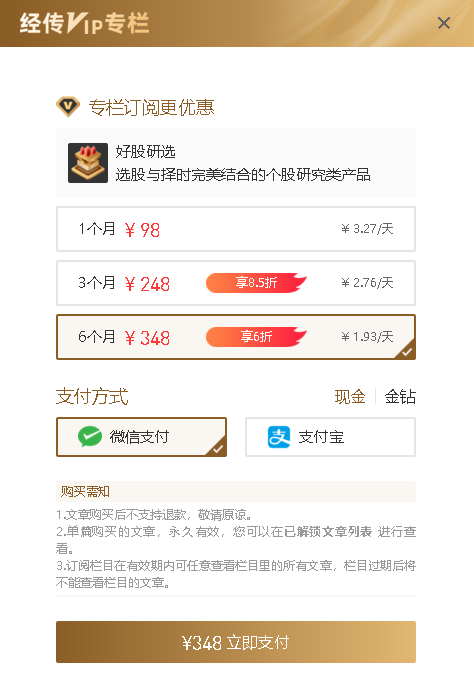 经传Vip专栏
专栏订阅更优惠
好股研选
选股与择时完美结合的个股研究类产品
1个月 ¥ 98 ¥ 3.27/天
3个月 ¥ 248 享8.5折 ¥ 2.76/天
6个月 ¥ 348 享6折 ¥ 1.93/天
支付方式 现金 金钻
微信支付 支付宝
购买需知
1.文章购买后不支持退款，敬请原谅。
2.单篇购买的文章，永久有效，您可以在已解锁文章列表 进行查
看。
3.订阅栏目在有效期内可任意查看栏目里的所有文章，栏目过期后将
不能查看栏目的文章。
¥348 立即支付